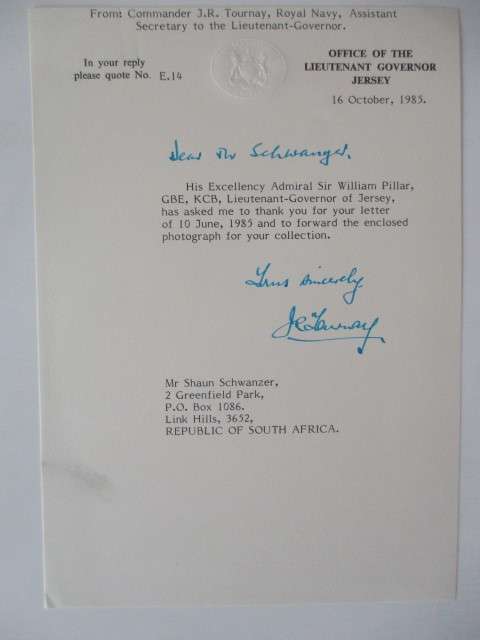 From: Commander J.R. Tournay, Royal Navy, Assistant
Secretary to the Lieutenant-Governor.
In your reply
please quote No. E.14
OFFICE OF THE
LIEUTENANT GOVERNOR
JERSEY
16 October, 1985.
Dear Mr Schwanzer,
His Excellency Admiral Sir William Pillar,
GBE, KCB, Lieutenant-Governor of Jersey,
has asked me to thank you for your letter
of 10 June, 1985 and to forward the enclosed
photograph for your collection.
Yours sincerely
JRTournay
Mr Shaun Schwanzer,
2 Greenfield Park,
P.O. Box 1086.
Link Hills, 3652,
REPUBLIC OF SOUTH AFRICA.